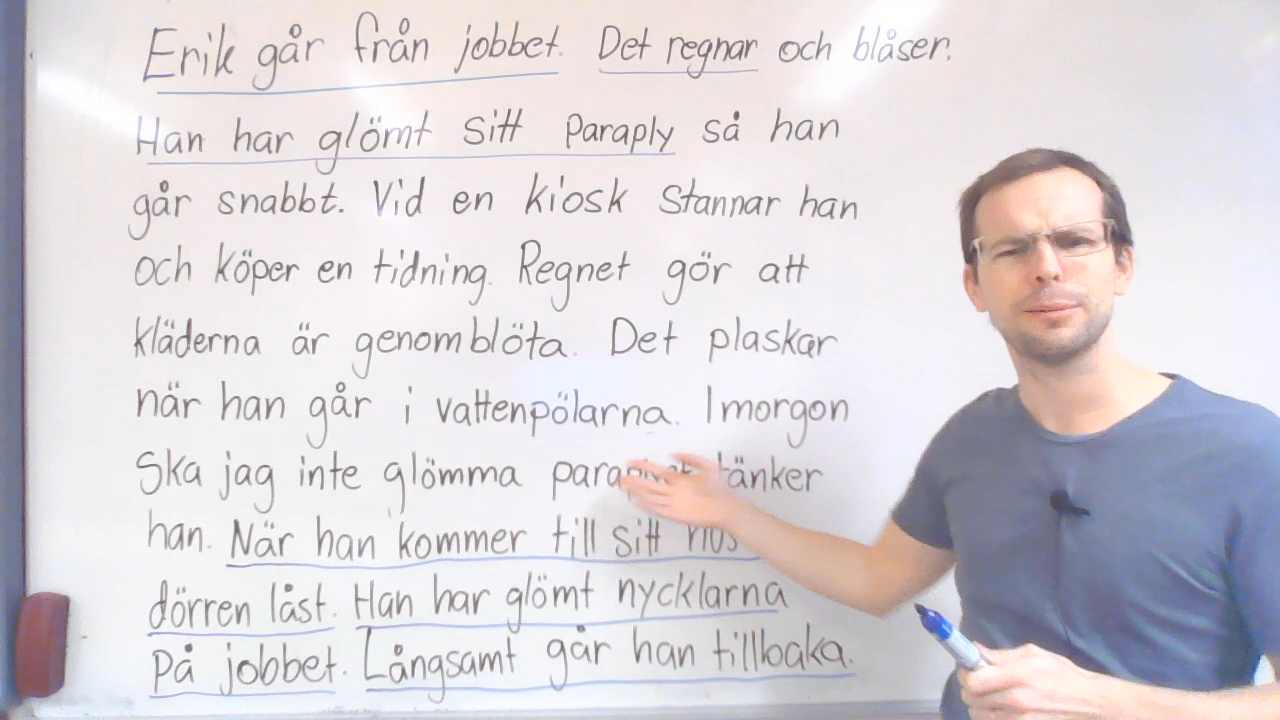 Erik går från jobbet. Det regnar och blåser.
Han har glömt sitt paraply så han
går snabbt. Vid en kiosk stannar han
och köper en tidning. Regnet gör att
kläderna är genomblöta. Det plaskar
när han går i vattenpölarna. Imorgon
ska jag inte glömma tänker
han. När han kommer till sitt
dörren låst. Han har glömt nycklarna
på jobbet. Långsamt går han tillbaka.